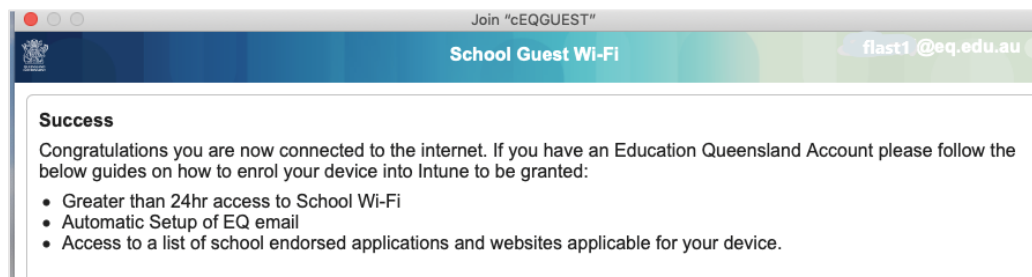 Join “cEQGUEST”
School Guest Wi-Fi
flast1 @eq.edu.au
Success
Congratulations you are now connected to the internet. If you have an Education Queensland Account please follow the
below guides on how to enrol your device into Intune to be granted:
• Greater than 24hr access to School Wi-Fi
• Automatic Setup of EQ email
• Access to a list of school endorsed applications and websites applicable for your device.